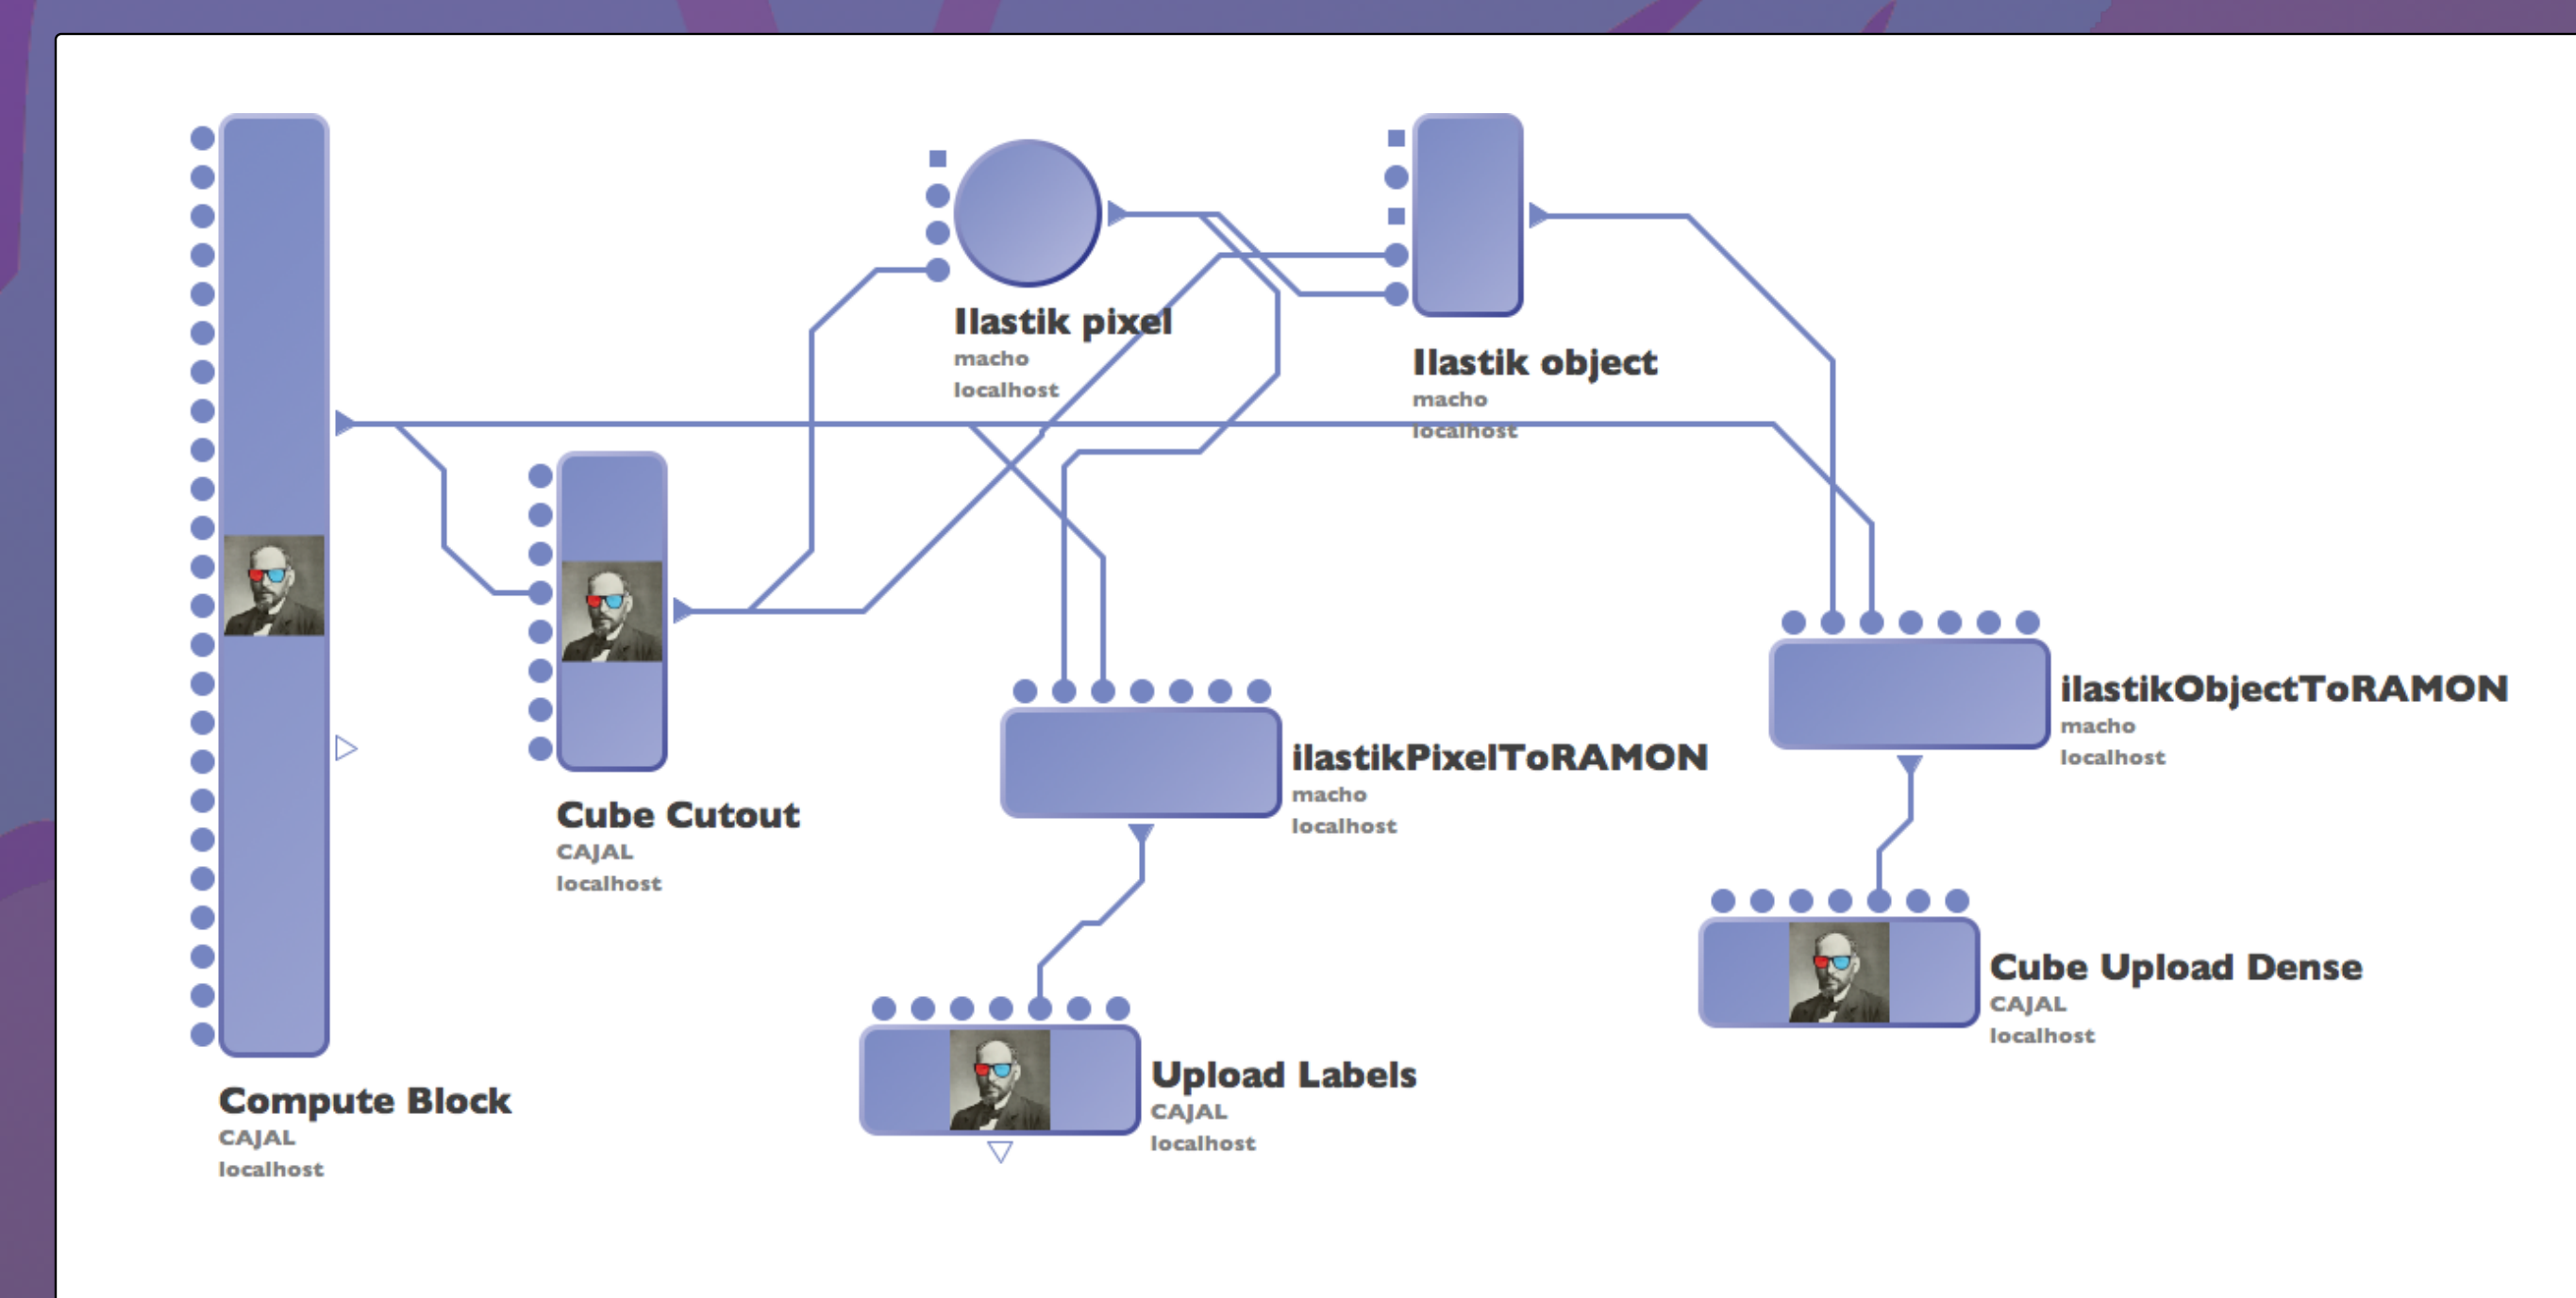 Ilastik pixel
macho
localhost
Ilastik object
macho
localhost
Cube Cutout
CAJAL
localhost
ilastikPixelToRAMON
macho
localhost
ilastikObjectToRAMON
macho
localhost
Compute Block
CAJAL
localhost
Upload Labels
CAJAL
localhost
Cube Upload Dense
CAJAL
localhost